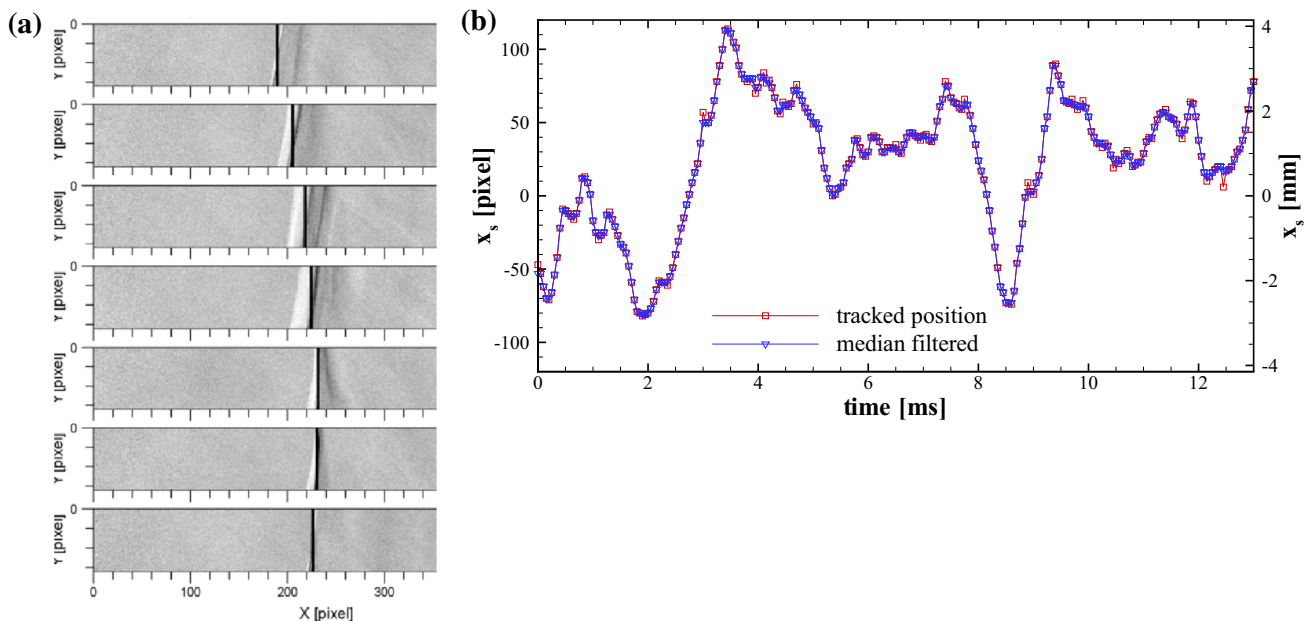 (a)
0
Y [pixel]
0
Y [pixel]
0
Y [pixel]
0
Y [pixel]
0
Y [pixel]
0
Y [pixel]
0
Y [pixel]
0 100 200 300
X [pixel]
(b)
100
50
0
-50
-100
x_s [pixel]
4
2
0
-2
-4
x_s [mm]
tracked position
median filtered
0 2 4 6 8 10 12
time [ms]